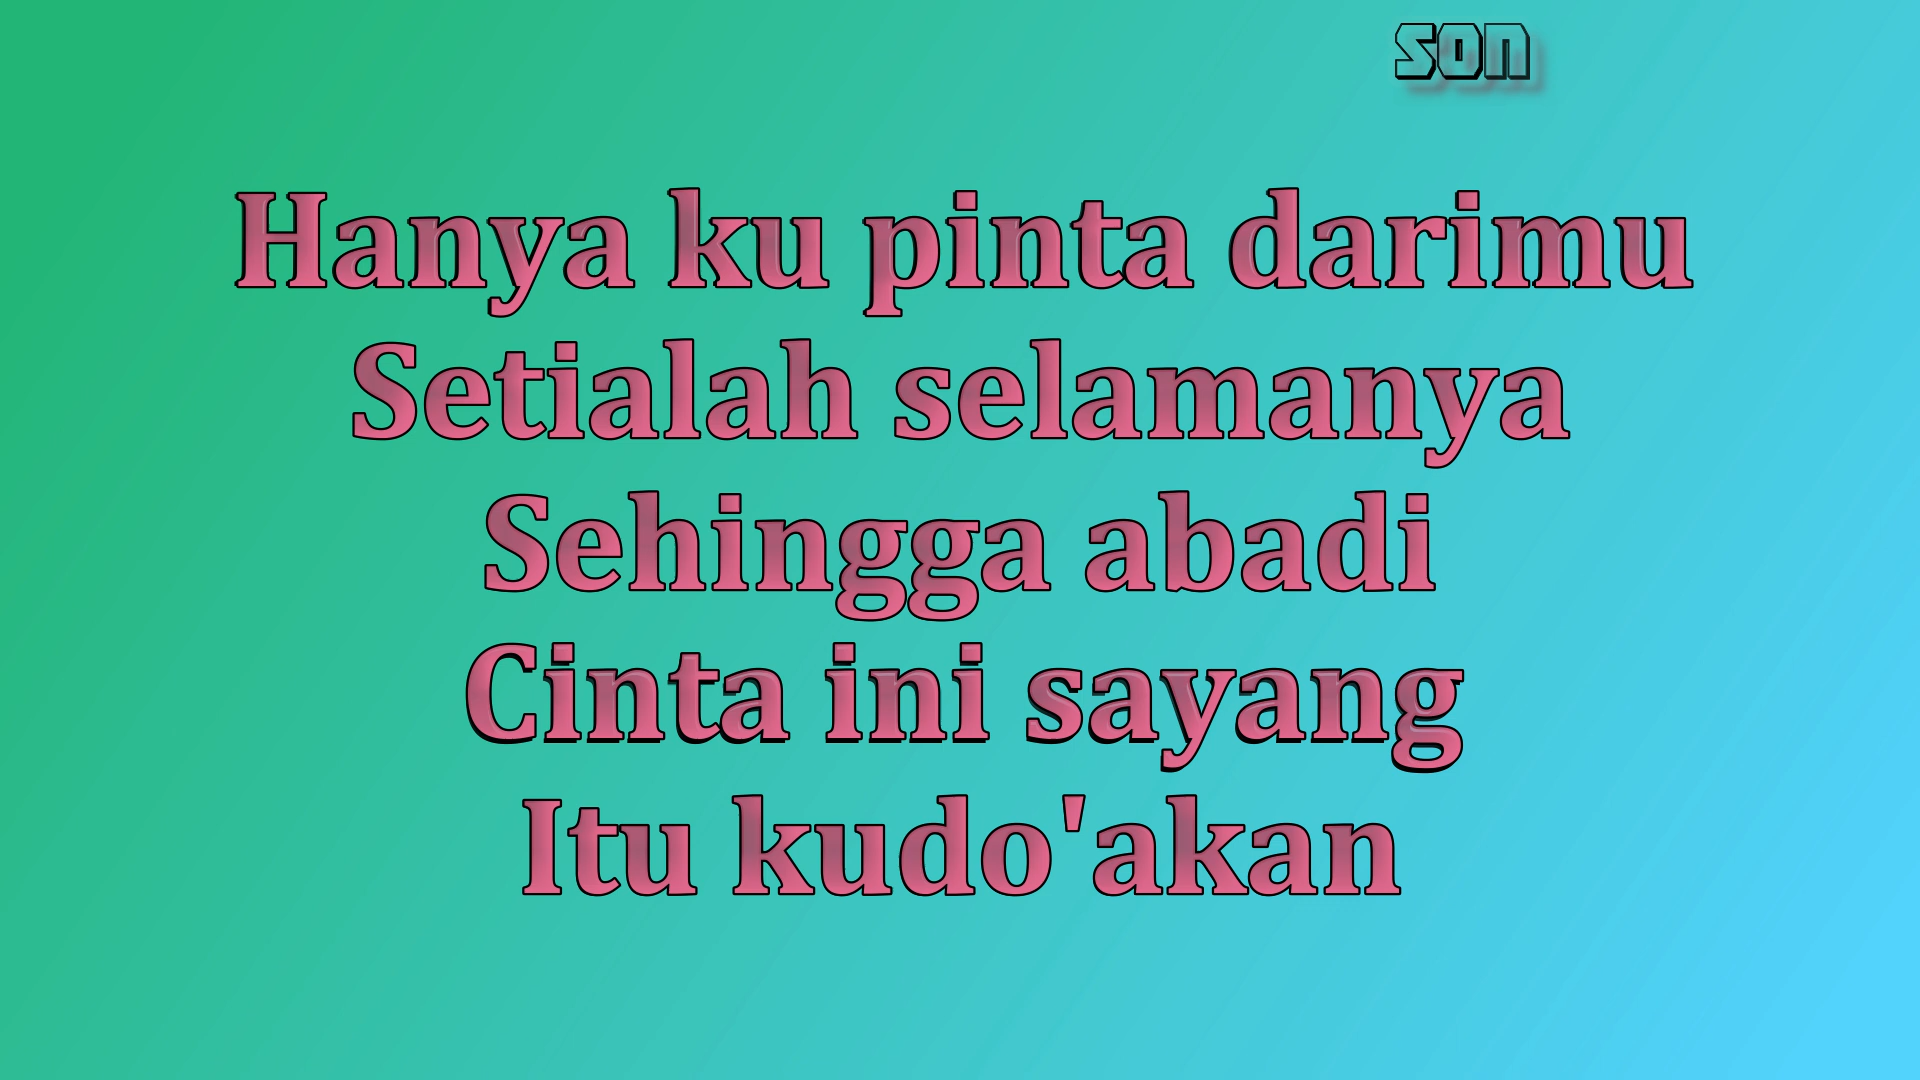 SON
Hanya ku pinta darimu
Setialah selamanya
Sehingga abadi
Cinta ini sayang
Itu kudo'akan